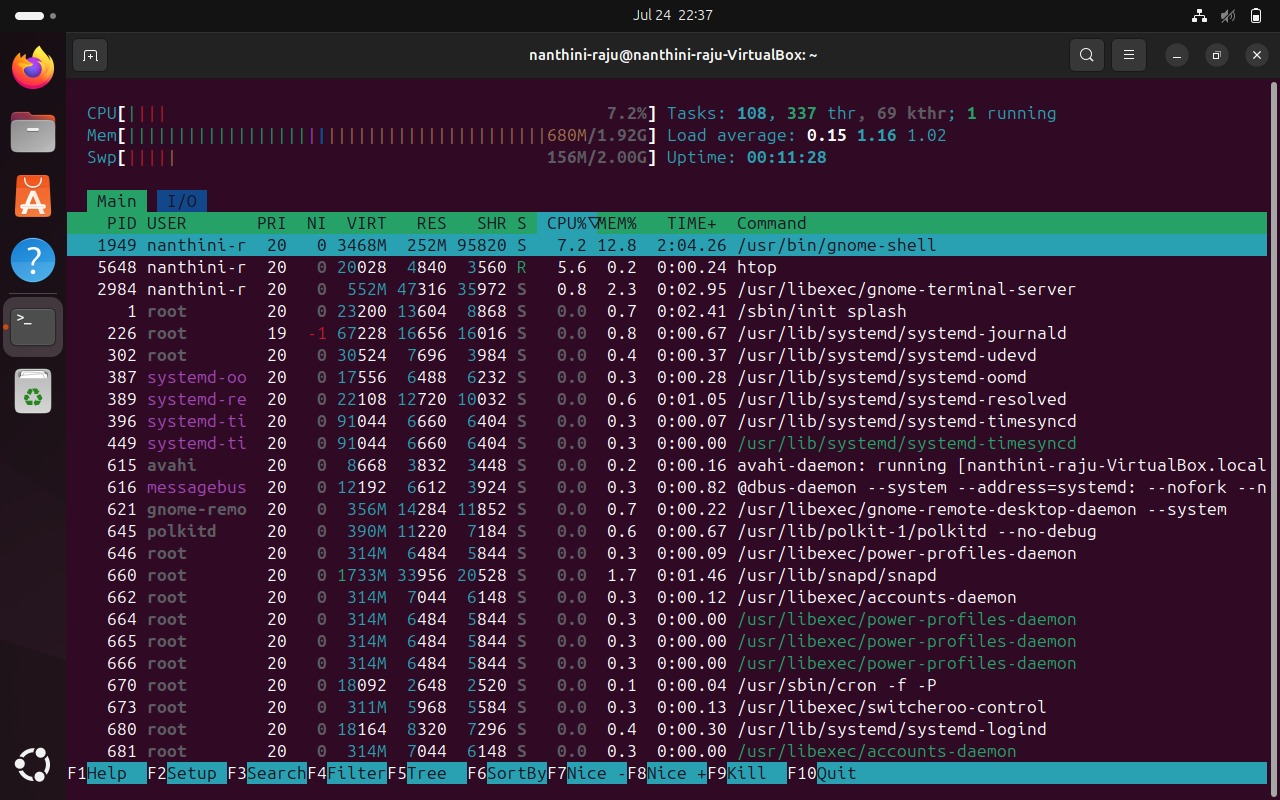 Jul 24 22:37
nanthini-raju@nanthini-raju-VirtualBox: ~
CPU[|||| 7.2%] Tasks: 108, 337 thr, 69 kthr; 1 running
Mem[||||||||||||||||||||||||||||||||||||||||||680M/1.92G] Load average: 0.15 1.16 1.02
Swp[||||| 156M/2.00G] Uptime: 00:11:28
Main I/O
PID USER PRI NI VIRT RES SHR S CPU%▽MEM% TIME+ Command
1949 nanthini-r 20 0 3468M 252M 95820 S 7.2 12.8 2:04.26 /usr/bin/gnome-shell
5648 nanthini-r 20 0 20028 4840 3560 R 5.6 0.2 0:00.24 htop
2984 nanthini-r 20 0 552M 47316 35972 S 0.8 2.3 0:02.95 /usr/libexec/gnome-terminal-server
1 root 20 0 23200 13604 8868 S 0.0 0.7 0:02.41 /sbin/init splash
226 root 19 -1 67228 16656 16016 S 0.0 0.8 0:00.67 /usr/lib/systemd/systemd-journald
302 root 20 0 30524 7696 3984 S 0.0 0.4 0:00.37 /usr/lib/systemd/systemd-udevd
387 systemd-oo 20 0 17556 6488 6232 S 0.0 0.3 0:00.28 /usr/lib/systemd/systemd-oomd
389 systemd-re 20 0 22108 12720 10032 S 0.0 0.6 0:01.05 /usr/lib/systemd/systemd-resolved
396 systemd-ti 20 0 91044 6660 6404 S 0.0 0.3 0:00.07 /usr/lib/systemd/systemd-timesyncd
449 systemd-ti 20 0 91044 6660 6404 S 0.0 0.3 0:00.00 /usr/lib/systemd/systemd-timesyncd
615 avahi 20 0 8668 3832 3448 S 0.0 0.2 0:00.16 avahi-daemon: running [nanthini-raju-VirtualBox.local
616 messagebus 20 0 12192 6612 3924 S 0.0 0.3 0:00.82 @dbus-daemon --system --address=systemd: --nofork --n
621 gnome-remo 20 0 356M 14284 11852 S 0.0 0.7 0:00.22 /usr/libexec/gnome-remote-desktop-daemon --system
645 polkitd 20 0 390M 11220 7184 S 0.0 0.6 0:00.67 /usr/lib/polkit-1/polkitd --no-debug
646 root 20 0 314M 6484 5844 S 0.0 0.3 0:00.09 /usr/libexec/power-profiles-daemon
660 root 20 0 1733M 33956 20528 S 0.0 1.7 0:01.46 /usr/lib/snapd/snapd
662 root 20 0 314M 7044 6148 S 0.0 0.3 0:00.12 /usr/libexec/accounts-daemon
664 root 20 0 314M 6484 5844 S 0.0 0.3 0:00.00 /usr/libexec/power-profiles-daemon
665 root 20 0 314M 6484 5844 S 0.0 0.3 0:00.00 /usr/libexec/power-profiles-daemon
666 root 20 0 314M 6484 5844 S 0.0 0.3 0:00.00 /usr/libexec/power-profiles-daemon
670 root 20 0 18092 2648 2520 S 0.0 0.1 0:00.04 /usr/sbin/cron -f -P
673 root 20 0 311M 5968 5584 S 0.0 0.3 0:00.13 /usr/libexec/switcheroo-control
680 root 20 0 18164 8320 7296 S 0.0 0.4 0:00.30 /usr/lib/systemd/systemd-logind
681 root 20 0 314M 7044 6148 S 0.0 0.3 0:00.00 /usr/libexec/accounts-daemon
F1Help F2Setup F3SearchF4FilterF5Tree F6SortByF7Nice -F8Nice +F9Kill F10Quit